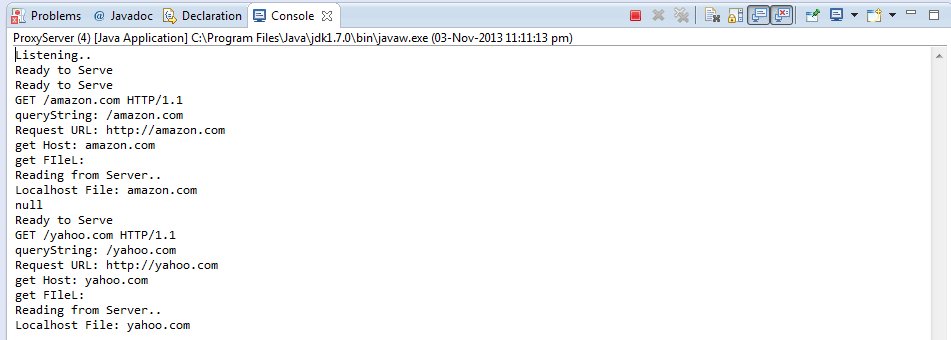 Problems @ Javadoc Declaration Console
ProxyServer (4) [Java Application] C:\Program Files\Java\jdk1.7.0\bin\javaw.exe (03-Nov-2013 11:11:13 pm)
Listening..
Ready to Serve
Ready to Serve
GET /amazon.com HTTP/1.1
queryString: /amazon.com
Request URL: http://amazon.com
get Host: amazon.com
get FIleL:
Reading from Server..
Localhost File: amazon.com
null
Ready to Serve
GET /yahoo.com HTTP/1.1
queryString: /yahoo.com
Request URL: http://yahoo.com
get Host: yahoo.com
get FIleL:
Reading from Server..
Localhost File: yahoo.com